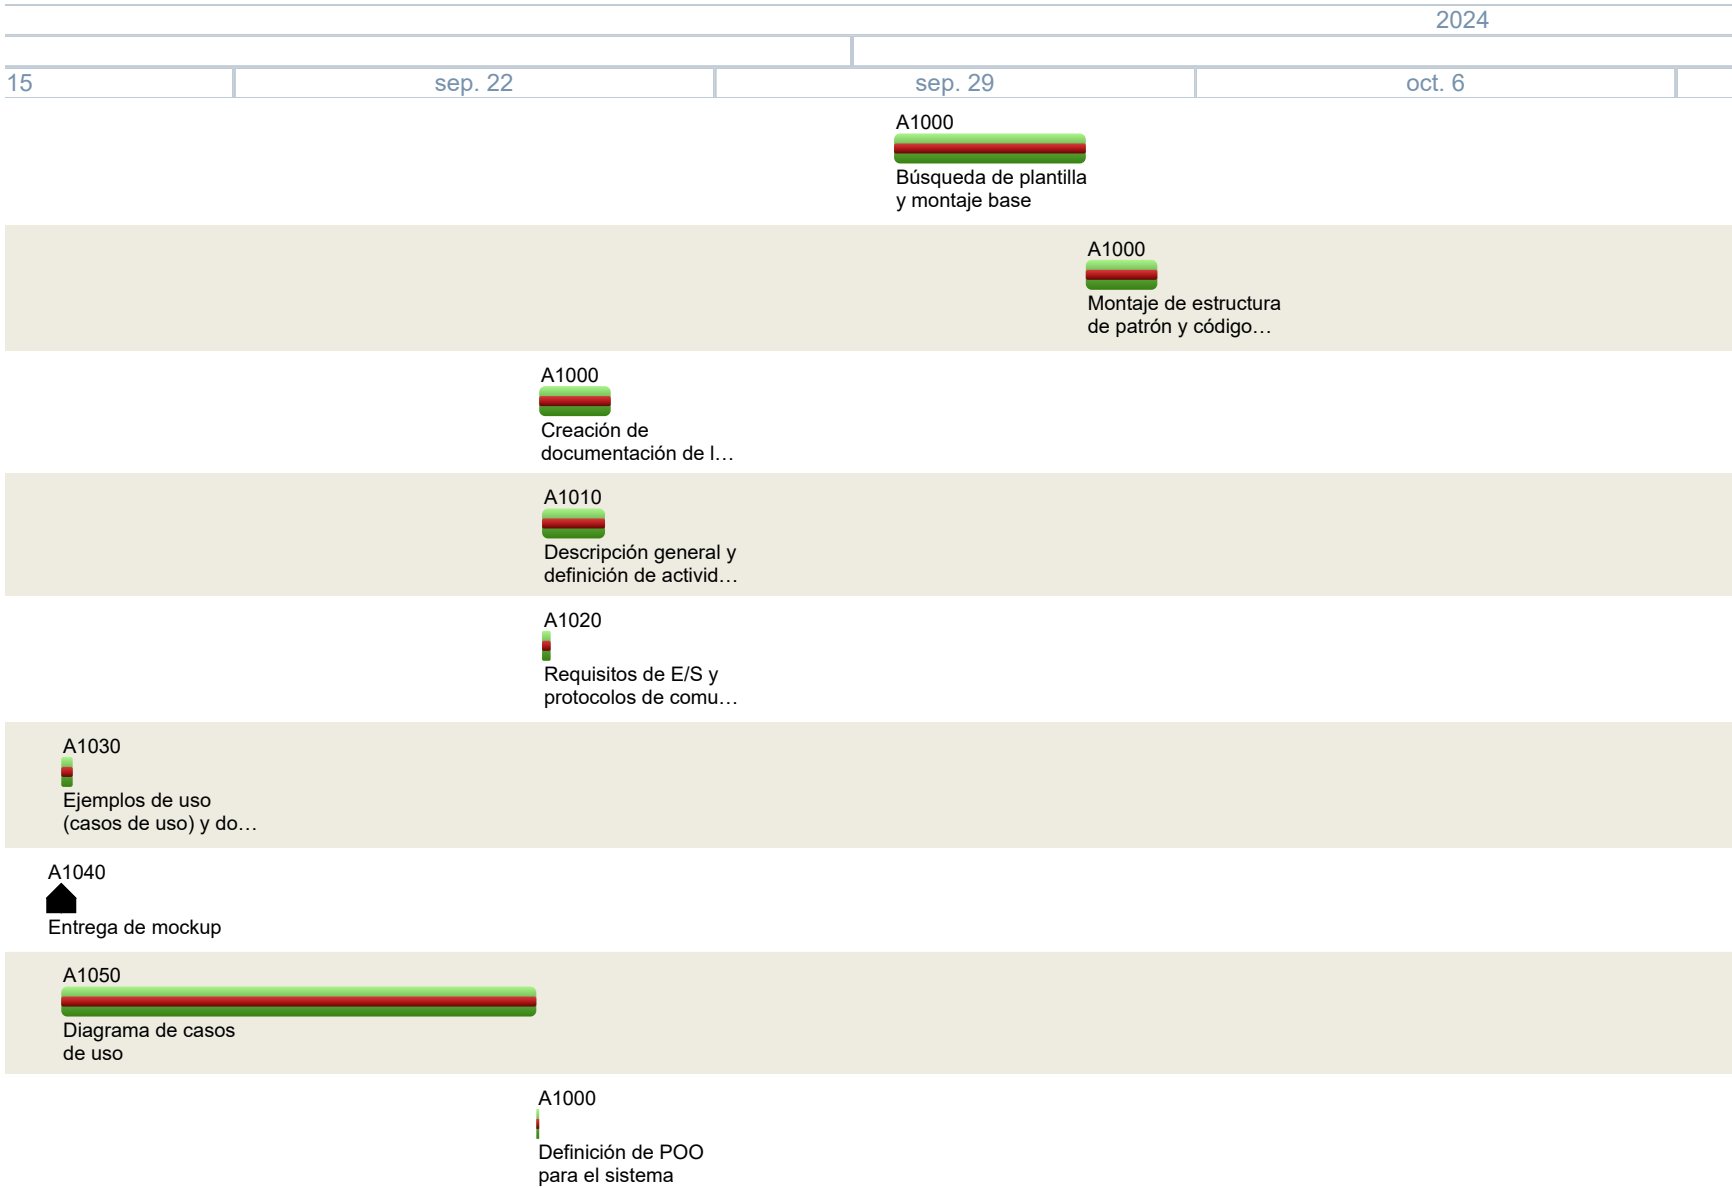 2024
15
sep. 22
sep. 29
oct. 6
A1000
Búsqueda de plantilla
y montaje base
A1000
Montaje de estructura
de patrón y código…
A1000
Creación de
documentación de l…
A1010
Descripción general y
definición de activid…
A1020
Requisitos de E/S y
protocolos de comu…
A1030
Ejemplos de uso
(casos de uso) y do…
A1040
Entrega de mockup
A1050
Diagrama de casos
de uso
A1000
Definición de POO
para el sistema